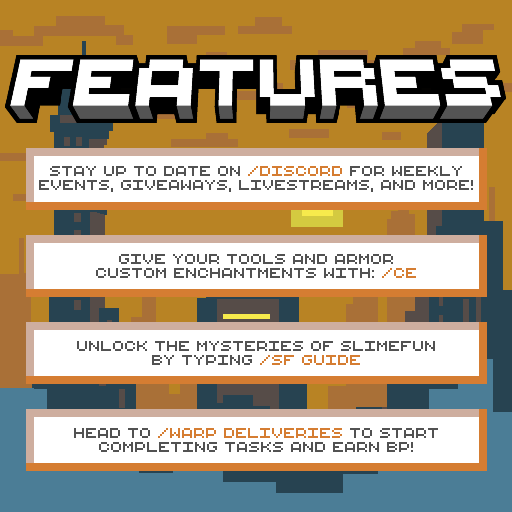 FEATURES
STAY UP TO DATE ON /DISCORD FOR WEEKLY
EVENTS, GIVEAWAYS, LIVESTREAMS, AND MORE!
GIVE YOUR TOOLS AND ARMOR
CUSTOM ENCHANTMENTS WITH: /CE
UNLOCK THE MYSTERIES OF SLIMEFUN
BY TYPING /SF GUIDE
HEAD TO /WARP DELIVERIES TO START
COMPLETING TASKS AND EARN BP!